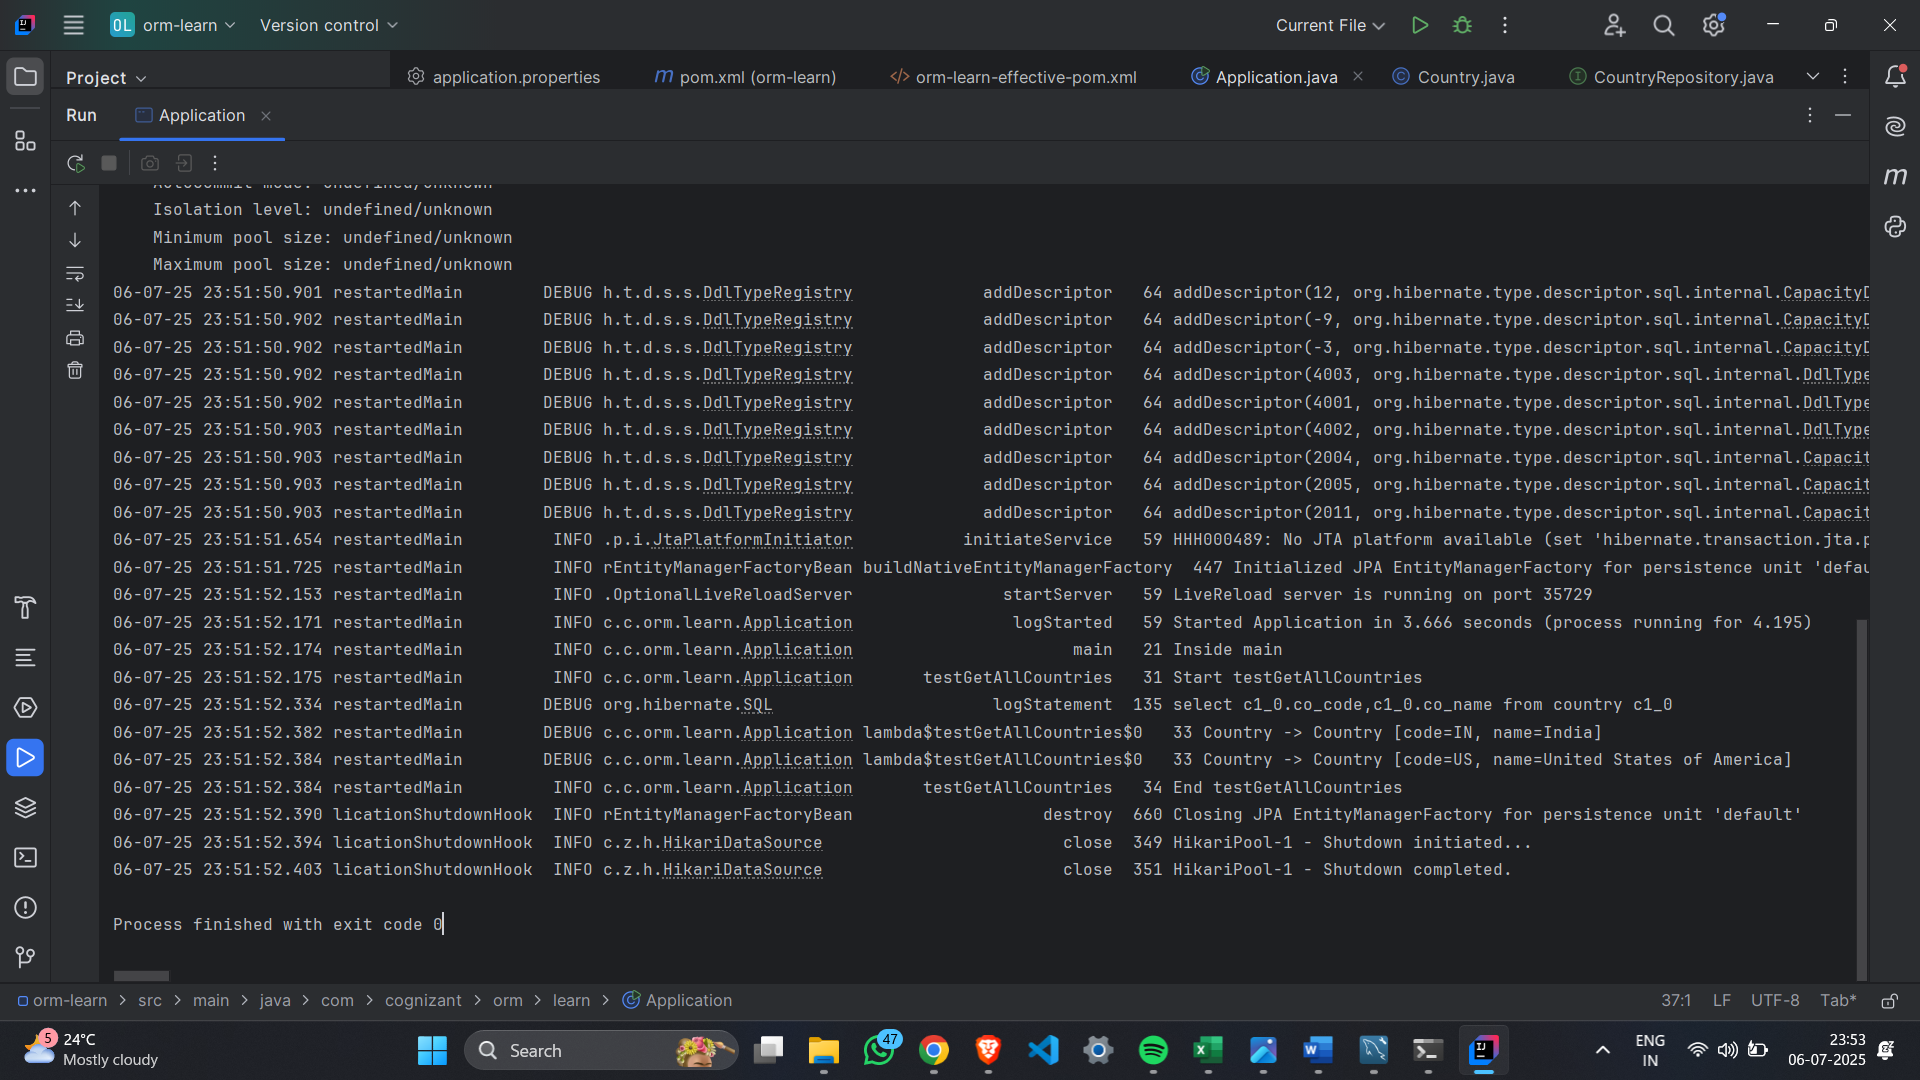 OL orm-learn Version control Current File
Project application.properties pom.xml (orm-learn) orm-learn-effective-pom.xml Application.java Country.java CountryRepository.java
Run Application
Isolation level: undefined/unknown
Minimum pool size: undefined/unknown
Maximum pool size: undefined/unknown
06-07-25 23:51:50.901 restartedMain DEBUG h.t.d.s.s.DdlTypeRegistry addDescriptor 64 addDescriptor(12, org.hibernate.type.descriptor.sql.internal.CapacityD
06-07-25 23:51:50.902 restartedMain DEBUG h.t.d.s.s.DdlTypeRegistry addDescriptor 64 addDescriptor(-9, org.hibernate.type.descriptor.sql.internal.CapacityD
06-07-25 23:51:50.902 restartedMain DEBUG h.t.d.s.s.DdlTypeRegistry addDescriptor 64 addDescriptor(-3, org.hibernate.type.descriptor.sql.internal.CapacityD
06-07-25 23:51:50.902 restartedMain DEBUG h.t.d.s.s.DdlTypeRegistry addDescriptor 64 addDescriptor(4003, org.hibernate.type.descriptor.sql.internal.DdlType
06-07-25 23:51:50.902 restartedMain DEBUG h.t.d.s.s.DdlTypeRegistry addDescriptor 64 addDescriptor(4001, org.hibernate.type.descriptor.sql.internal.DdlType
06-07-25 23:51:50.903 restartedMain DEBUG h.t.d.s.s.DdlTypeRegistry addDescriptor 64 addDescriptor(4002, org.hibernate.type.descriptor.sql.internal.DdlType
06-07-25 23:51:50.903 restartedMain DEBUG h.t.d.s.s.DdlTypeRegistry addDescriptor 64 addDescriptor(2004, org.hibernate.type.descriptor.sql.internal.Capacit
06-07-25 23:51:50.903 restartedMain DEBUG h.t.d.s.s.DdlTypeRegistry addDescriptor 64 addDescriptor(2005, org.hibernate.type.descriptor.sql.internal.Capacit
06-07-25 23:51:50.903 restartedMain DEBUG h.t.d.s.s.DdlTypeRegistry addDescriptor 64 addDescriptor(2011, org.hibernate.type.descriptor.sql.internal.Capacit
06-07-25 23:51:51.654 restartedMain INFO .p.i.JtaPlatformInitiator initiateService 59 HHH000489: No JTA platform available (set 'hibernate.transaction.jta.p
06-07-25 23:51:51.725 restartedMain INFO rEntityManagerFactoryBean buildNativeEntityManagerFactory 447 Initialized JPA EntityManagerFactory for persistence unit 'defau
06-07-25 23:51:52.153 restartedMain INFO .OptionalLiveReloadServer startServer 59 LiveReload server is running on port 35729
06-07-25 23:51:52.171 restartedMain INFO c.c.orm.learn.Application logStarted 59 Started Application in 3.666 seconds (process running for 4.195)
06-07-25 23:51:52.174 restartedMain INFO c.c.orm.learn.Application main 21 Inside main
06-07-25 23:51:52.175 restartedMain INFO c.c.orm.learn.Application testGetAllCountries 31 Start testGetAllCountries
06-07-25 23:51:52.334 restartedMain DEBUG org.hibernate.SQL logStatement 135 select c1_0.co_code,c1_0.co_name from country c1_0
06-07-25 23:51:52.382 restartedMain DEBUG c.c.orm.learn.Application lambda$testGetAllCountries$0 33 Country -> Country [code=IN, name=India]
06-07-25 23:51:52.384 restartedMain DEBUG c.c.orm.learn.Application lambda$testGetAllCountries$0 33 Country -> Country [code=US, name=United States of America]
06-07-25 23:51:52.384 restartedMain INFO c.c.orm.learn.Application testGetAllCountries 34 End testGetAllCountries
06-07-25 23:51:52.390 licationShutdownHook INFO rEntityManagerFactoryBean destroy 660 Closing JPA EntityManagerFactory for persistence unit 'default'
06-07-25 23:51:52.394 licationShutdownHook INFO c.z.h.HikariDataSource close 349 HikariPool-1 - Shutdown initiated...
06-07-25 23:51:52.403 licationShutdownHook INFO c.z.h.HikariDataSource close 351 HikariPool-1 - Shutdown completed.
Process finished with exit code 0
orm-learn > src > main > java > com > cognizant > orm > learn > Application 37:1 LF UTF-8 Tab*
5 24°C
Mostly cloudy
Search
47
ENG
IN
23:53
06-07-2025